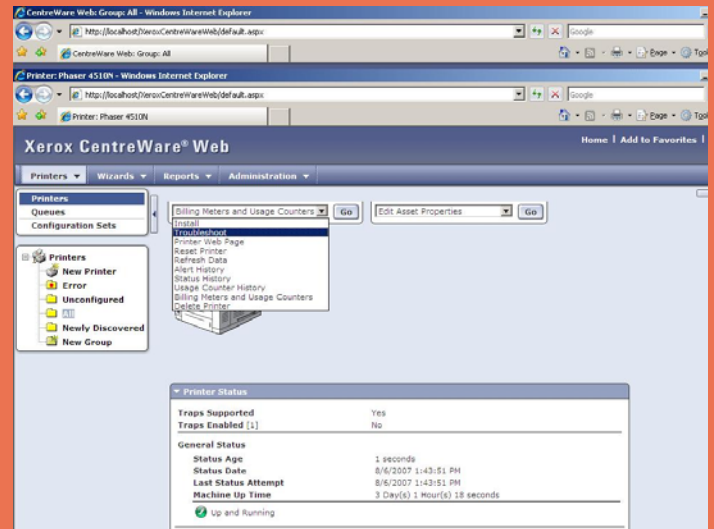 CentreWare Web: Group: All - Windows Internet Explorer
http://localhost/XeroxCentreWareWeb/default.aspx
Google
CentreWare Web: Group: All
Page
Printer: Phaser 4510N - Windows Internet Explorer
http://localhost/XeroxCentreWareWeb/default.aspx
Google
Printer: Phaser 4510N
Page
Xerox CentreWare® Web
Home | Add to Favorites |
Printers Wizards Reports Administration
Printers
Queues
Configuration Sets
Printers
New Printer
Error
Unconfigured
All
Newly Discovered
New Group
Billing Meters and Usage Counters Go
Edit Asset Properties Go
Install
Troubleshoot
Printer Web Page
Reset Printer
Refresh Data
Alert History
Status History
Usage Counter History
Billing Meters and Usage Counters
Delete Printer
Printer Status
Traps Supported Yes
Traps Enabled [1] No
General Status
Status Age 1 seconds
Status Date 8/6/2007 1:43:51 PM
Last Status Attempt 8/6/2007 1:43:51 PM
Machine Up Time 3 Day(s) 1 Hour(s) 18 seconds
Up and Running